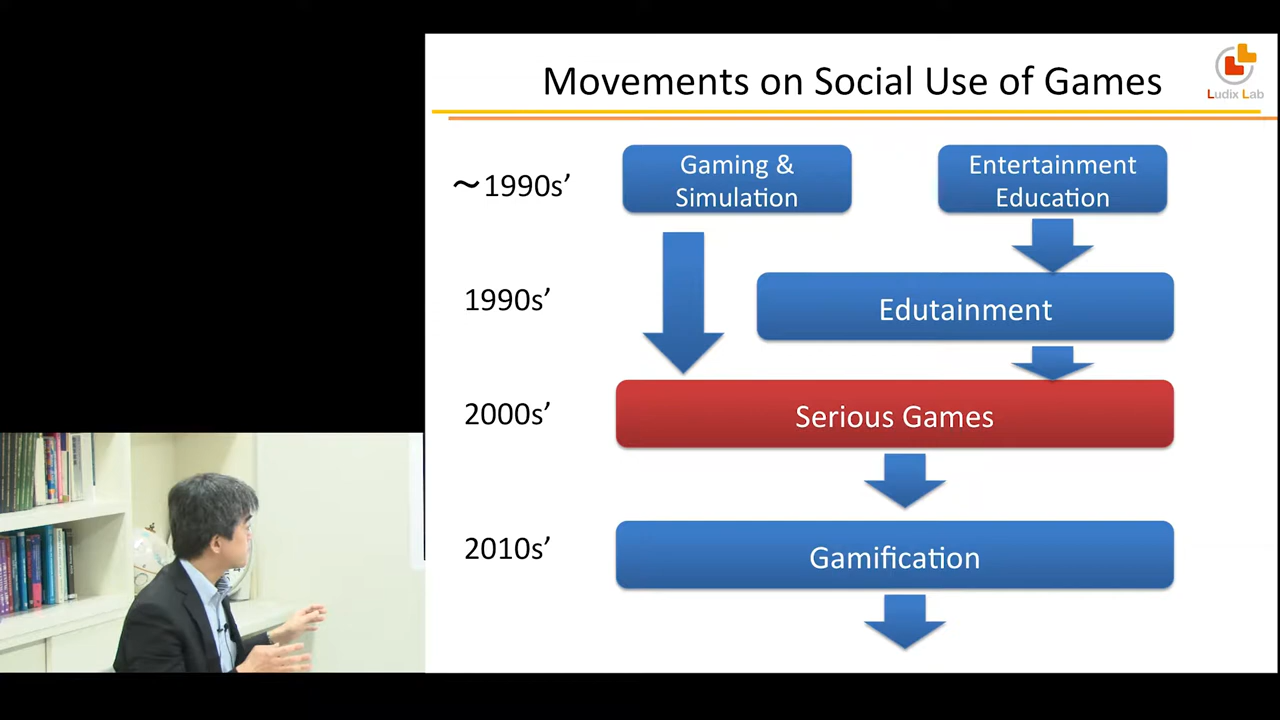 Movements on Social Use of Games
Ludix Lab
～1990s’
Gaming &
Simulation
Entertainment
Education
1990s’
Edutainment
2000s’
Serious Games
2010s’
Gamification